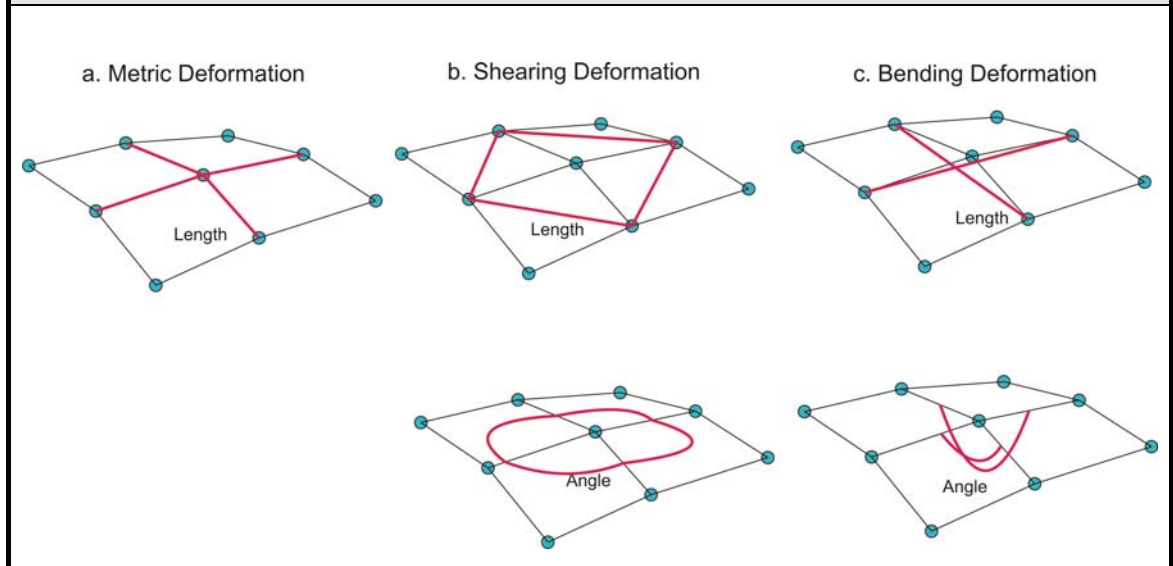 a. Metric Deformation
b. Shearing Deformation
c. Bending Deformation
Length
Length
Length
Angle
Angle